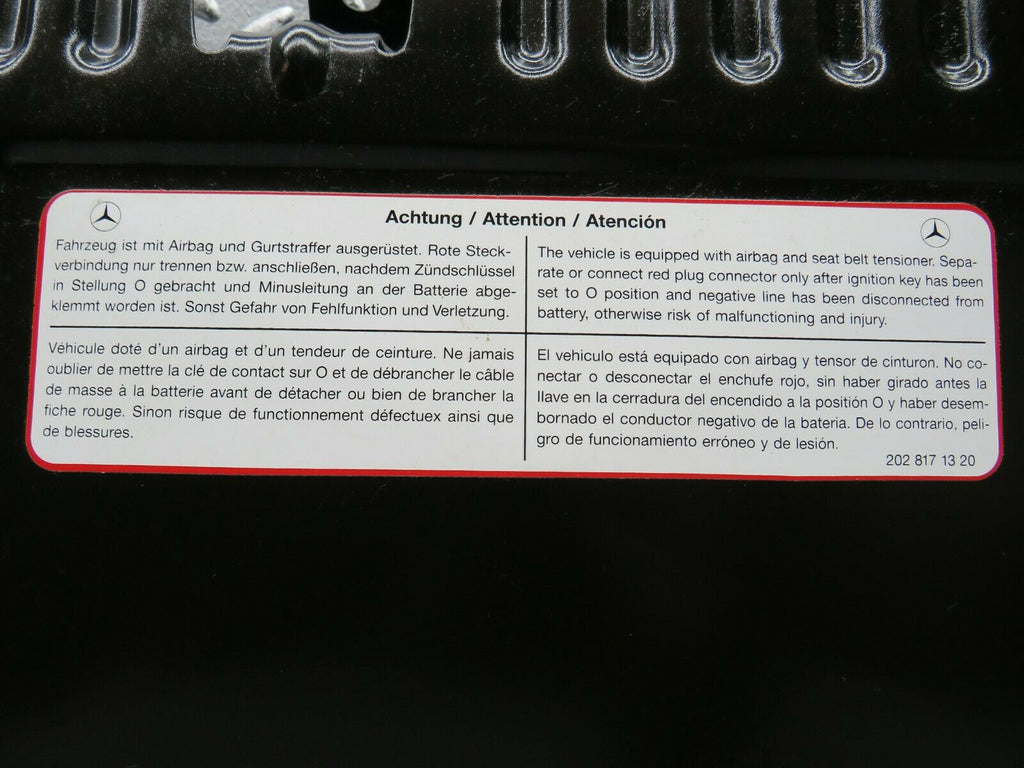 Achtung / Attention / Atención
Fahrzeug ist mit Airbag und Gurtstraffer ausgerüstet. Rote Steck-
verbindung nur trennen bzw. anschließen, nachdem Zündschlüssel
in Stellung O gebracht und Minusleitung an der Batterie abge-
klemmt worden ist. Sonst Gefahr von Fehlfunktion und Verletzung.
The vehicle is equipped with airbag and seat belt tensioner. Sepa-
rate or connect red plug connector only after ignition key has been
set to O position and negative line has been disconnected from
battery, otherwise risk of malfunctioning and injury.
Véhicule doté d'un airbag et d'un tendeur de ceinture. Ne jamais
oublier de mettre la clé de contact sur O et de débrancher le câble
de masse à la batterie avant de détacher ou bien de brancher la
fiche rouge. Sinon risque de functionnement défectuex ainsi que
de blessures.
El vehiculo está equipado con airbag y tensor de cinturon. No co-
nectar o desconectar el enchufe rojo, sin haber girado antes la
llave en la cerradura del encendido a la positión O y haber desem-
bornado el conductor negativo de la bateria. De lo contrario, peli-
gro de funcionamiento erróneo y de lesión.
202 817 13 20